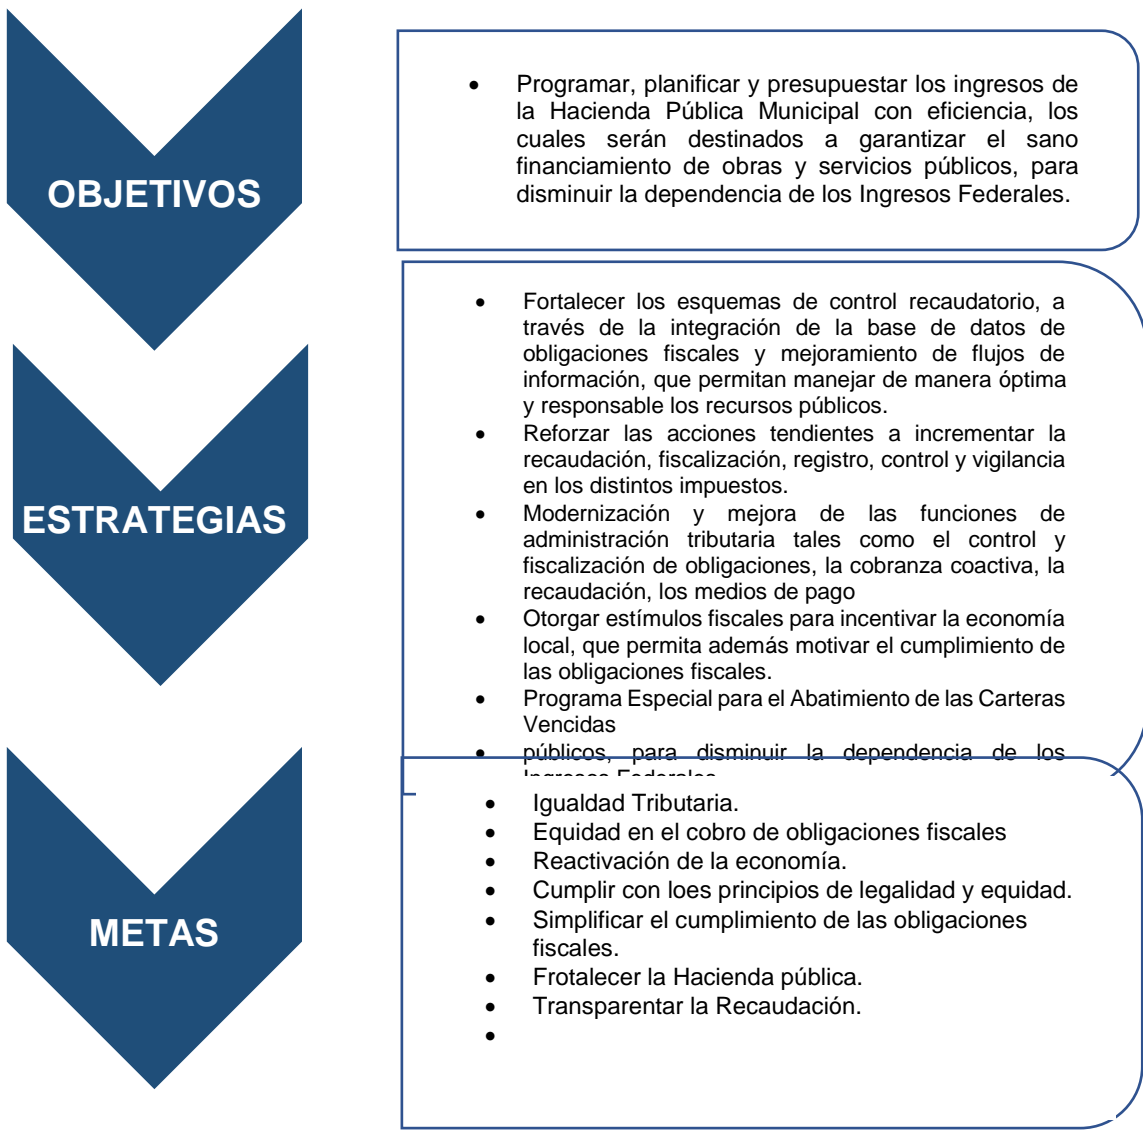 OBJETIVOS
• Programar, planificar y presupuestar los ingresos de
la Hacienda Pública Municipal con eficiencia, los
cuales serán destinados a garantizar el sano
financiamiento de obras y servicios públicos, para
disminuir la dependencia de los Ingresos Federales.
ESTRATEGIAS
• Fortalecer los esquemas de control recaudatorio, a
través de la integración de la base de datos de
obligaciones fiscales y mejoramiento de flujos de
información, que permitan manejar de manera óptima
y responsable los recursos públicos.
• Reforzar las acciones tendientes a incrementar la
recaudación, fiscalización, registro, control y vigilancia
en los distintos impuestos.
• Modernización y mejora de las funciones de
administración tributaria tales como el control y
fiscalización de obligaciones, la cobranza coactiva, la
recaudación, los medios de pago
• Otorgar estímulos fiscales para incentivar la economía
local, que permita además motivar el cumplimiento de
las obligaciones fiscales.
• Programa Especial para el Abatimiento de las Carteras
Vencidas
• públicos, para disminuir la dependencia de los
Ingresos Federales
METAS
• Igualdad Tributaria.
• Equidad en el cobro de obligaciones fiscales
• Reactivación de la economía.
• Cumplir con loes principios de legalidad y equidad.
• Simplificar el cumplimiento de las obligaciones
fiscales.
• Frotalecer la Hacienda pública.
• Transparentar la Recaudación.
•